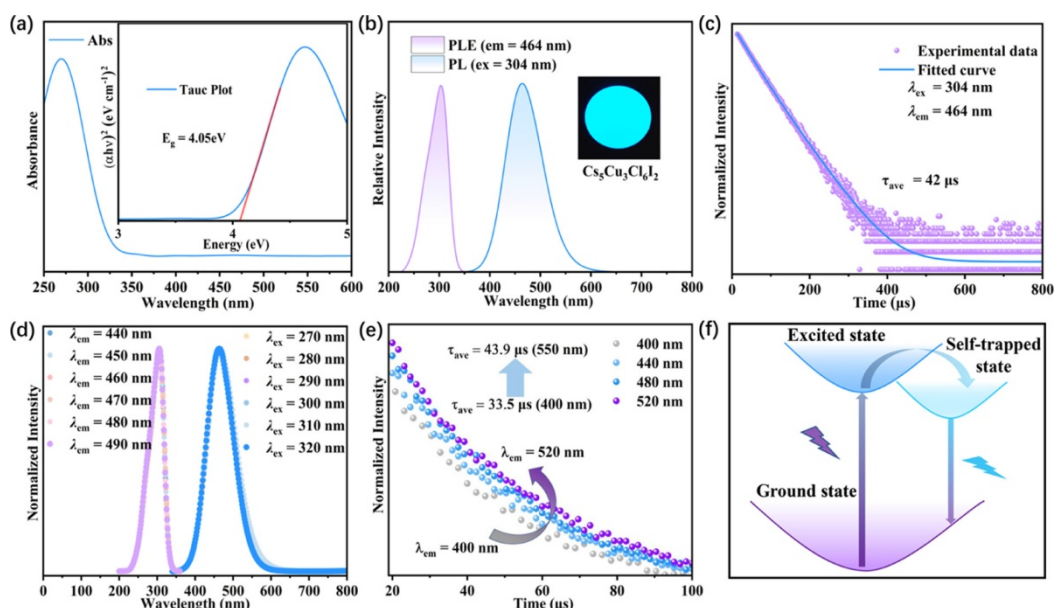 (a)
Abs
Tauc Plot
E_g = 4.05eV
(αhν)² (eV cm⁻¹)²
3 4 5
Energy (eV)
Absorbance
250 300 350 400 450 500 550 600
Wavelength (nm)
(b)
PLE (em = 464 nm)
PL (ex = 304 nm)
Cs₅Cu₃Cl₆I₂
Relative Intensity
200 300 400 500 600 700 800
Wavelength (nm)
(c)
Experimental data
Fitted curve
λ_ex = 304 nm
λ_em = 464 nm
τ_ave = 42 μs
Normalized Intensity
0 200 400 600 800
Time (μs)
(d)
λ_em = 440 nm
λ_em = 450 nm
λ_em = 460 nm
λ_em = 470 nm
λ_em = 480 nm
λ_em = 490 nm
λ_ex = 270 nm
λ_ex = 280 nm
λ_ex = 290 nm
λ_ex = 300 nm
λ_ex = 310 nm
λ_ex = 320 nm
Normalized Intensity
0 100 200 300 400 500 600 700 800
Wavelength (nm)
(e)
τ_ave = 43.9 μs (550 nm)
τ_ave = 33.5 μs (400 nm)
400 nm
440 nm
480 nm
520 nm
λ_em = 520 nm
λ_em = 400 nm
Normalized Intensity
20 40 60 80 100
Time (μs)
(f)
Excited state
Self-trapped
state
Ground state